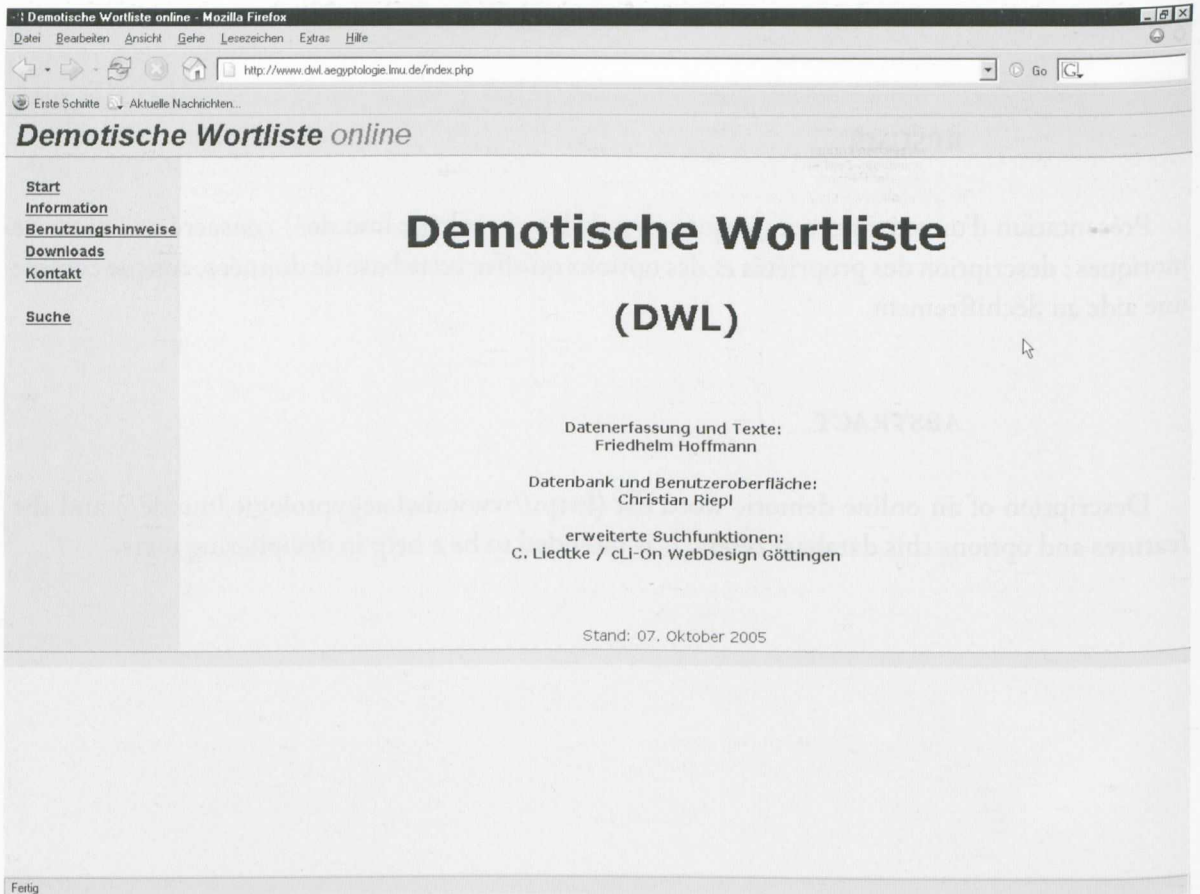 Demotische Wortliste online - Mozilla Firefox
Datei Bearbeiten Ansicht Gehe Lesezeichen Extras Hilfe
http://www.dwl.aegyptologie.lmu.de/index.php Go
Erste Schritte Aktuelle Nachrichten...
Demotische Wortliste online
Start
Information
Benutzungshinweise
Downloads
Kontakt
Suche
Demotische Wortliste
(DWL)
Datenerfassung und Texte:
Friedhelm Hoffmann
Datenbank und Benutzeroberfläche:
Christian Riepl
erweiterte Suchfunktionen:
C. Liedtke / cLi-On WebDesign Göttingen
Stand: 07. Oktober 2005
Fertig